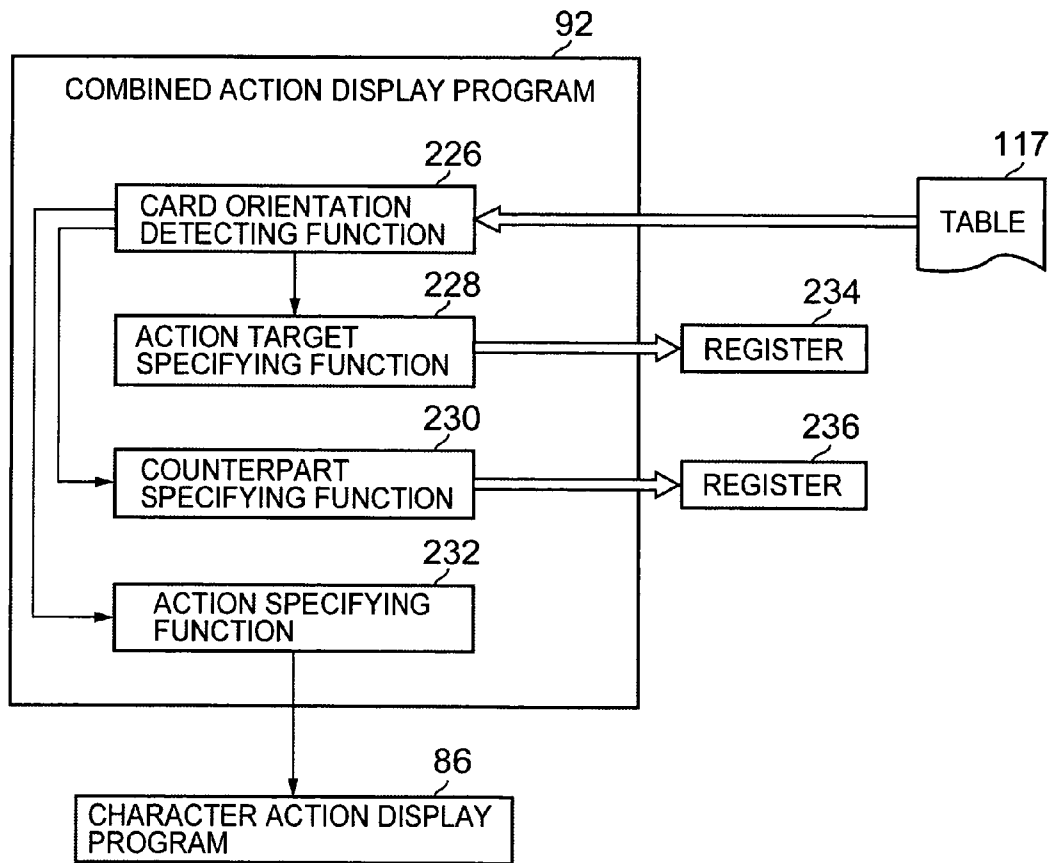 92
COMBINED ACTION DISPLAY PROGRAM
226
CARD ORIENTATION
DETECTING FUNCTION
117
TABLE
228
ACTION TARGET
SPECIFYING FUNCTION
234
REGISTER
230
COUNTERPART
SPECIFYING FUNCTION
236
REGISTER
232
ACTION SPECIFYING
FUNCTION
86
CHARACTER ACTION DISPLAY
PROGRAM